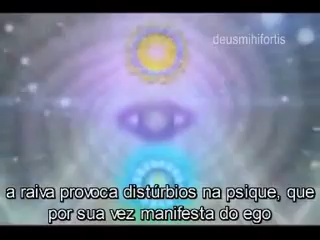 deusmihifortis
a raiva provoca distúrbios na psique, que
por sua vez manifesta do ego